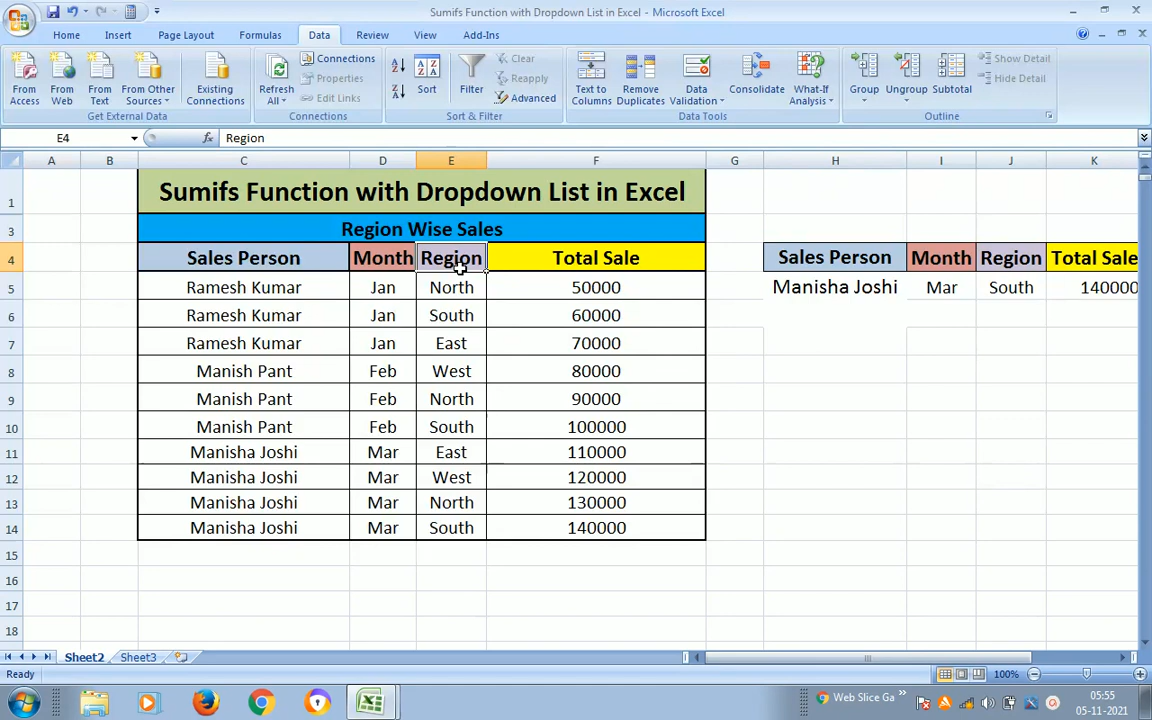 Sumifs Function with Dropdown List in Excel - Microsoft Excel
Home Insert Page Layout Formulas Data Review View Add-Ins
From Access
From Web
From Text
From Other Sources
Existing Connections
Get External Data
Refresh All
Connections
Properties
Edit Links
Connections
Sort
Filter
Clear
Reapply
Advanced
Sort & Filter
Text to Columns
Remove Duplicates
Data Validation
Consolidate
What-If Analysis
Data Tools
Group
Ungroup
Subtotal
Show Detail
Hide Detail
Outline
E4 fx Region
A B C D E F G H I J K
1 Sumifs Function with Dropdown List in Excel
3 Region Wise Sales
4 Sales Person Month Region Total Sale Sales Person Month Region Total Sale
5 Ramesh Kumar Jan North 50000 Manisha Joshi Mar South 140000
6 Ramesh Kumar Jan South 60000
7 Ramesh Kumar Jan East 70000
8 Manish Pant Feb West 80000
9 Manish Pant Feb North 90000
10 Manish Pant Feb South 100000
11 Manisha Joshi Mar East 110000
12 Manisha Joshi Mar West 120000
13 Manisha Joshi Mar North 130000
14 Manisha Joshi Mar South 140000
15
16
17
18
Sheet2 Sheet3
Ready 100%
Web Slice Ga »
05:55
05-11-2021